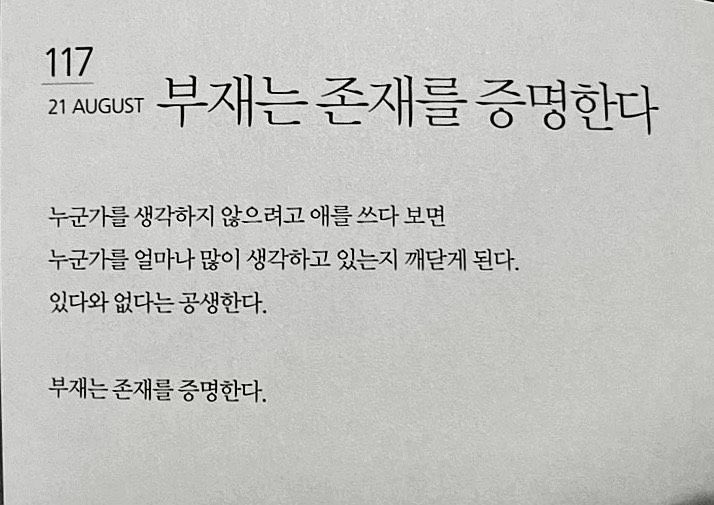 117
21 AUGUST 부재는 존재를 증명한다
누군가를 생각하지 않으려고 애를 쓰다 보면
누군가를 얼마나 많이 생각하고 있는지 깨닫게 된다.
있다와 없다는 공생한다.
부재는 존재를 증명한다.